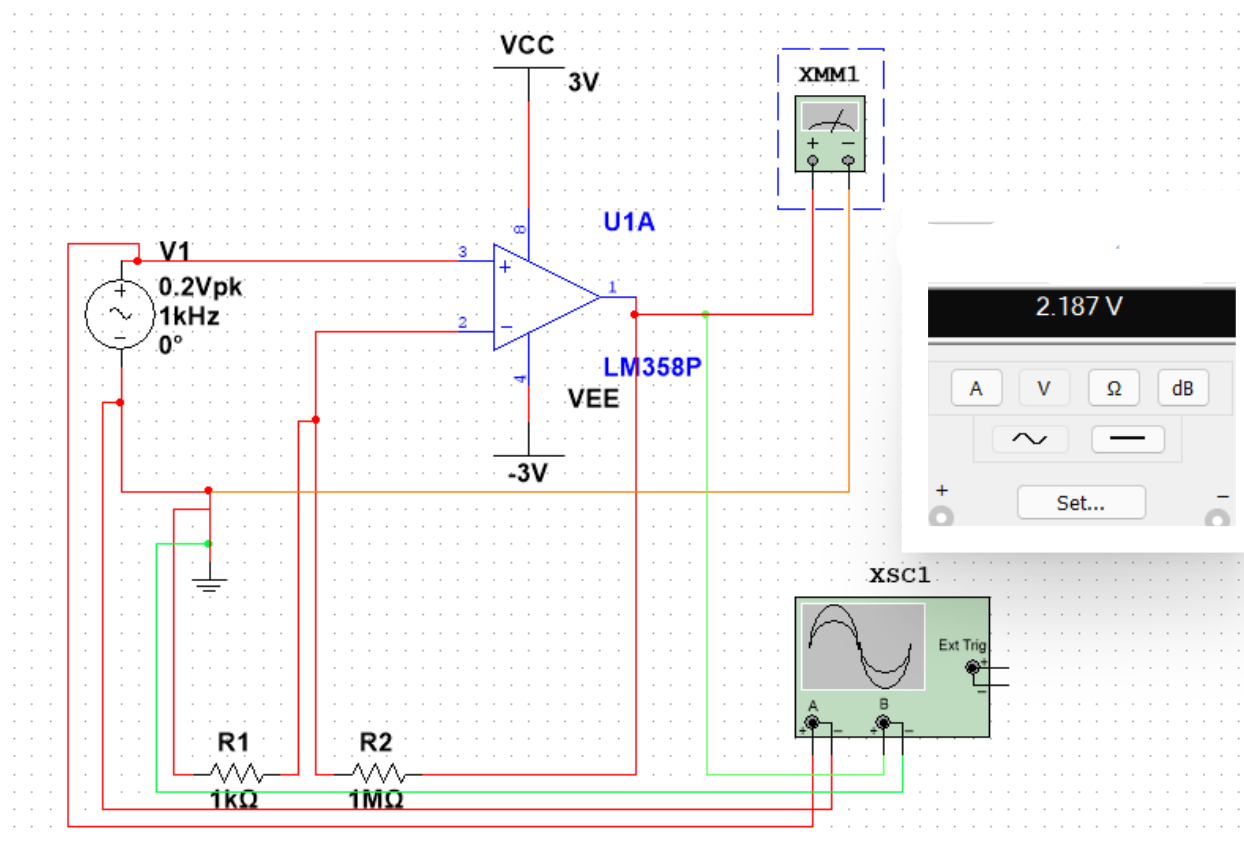 VCC
3V
XMM1
+ −
8
U1A
V1
3
+
+
0.2Vpk
1
2.187 V
1kHz
2
−
−
0°
LM358P
A V Ω dB
4
VEE
-3V
+ −
Set...
XSC1
Ext Trig
+
−
A B
+ − + −
R1 R2
1kΩ 1MΩ